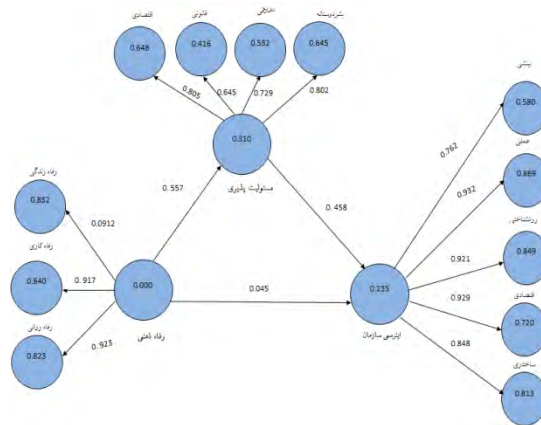 اقتصادی
قانونی
اخلاقی
بشردوستانه
0.648
0.416
0.532
0.645
0.805
0.645
0.729
0.802
0.310
مسئولیت پذیری
بینشی
0.580
عملی
0.869
0.762
0.932
رفاه زندگی
0.832
0.0912
0. 557
0. 458
روانشناختی
0.849
0.921
رفاه کاری
0.840
0. 917
0.000
رفاه ذهنی
0.045
0.235
اینرسی سازمان
0.929
اقتصادی
0.720
رفاه روانی
0.823
0.923
0. 848
ساختاری
0.813